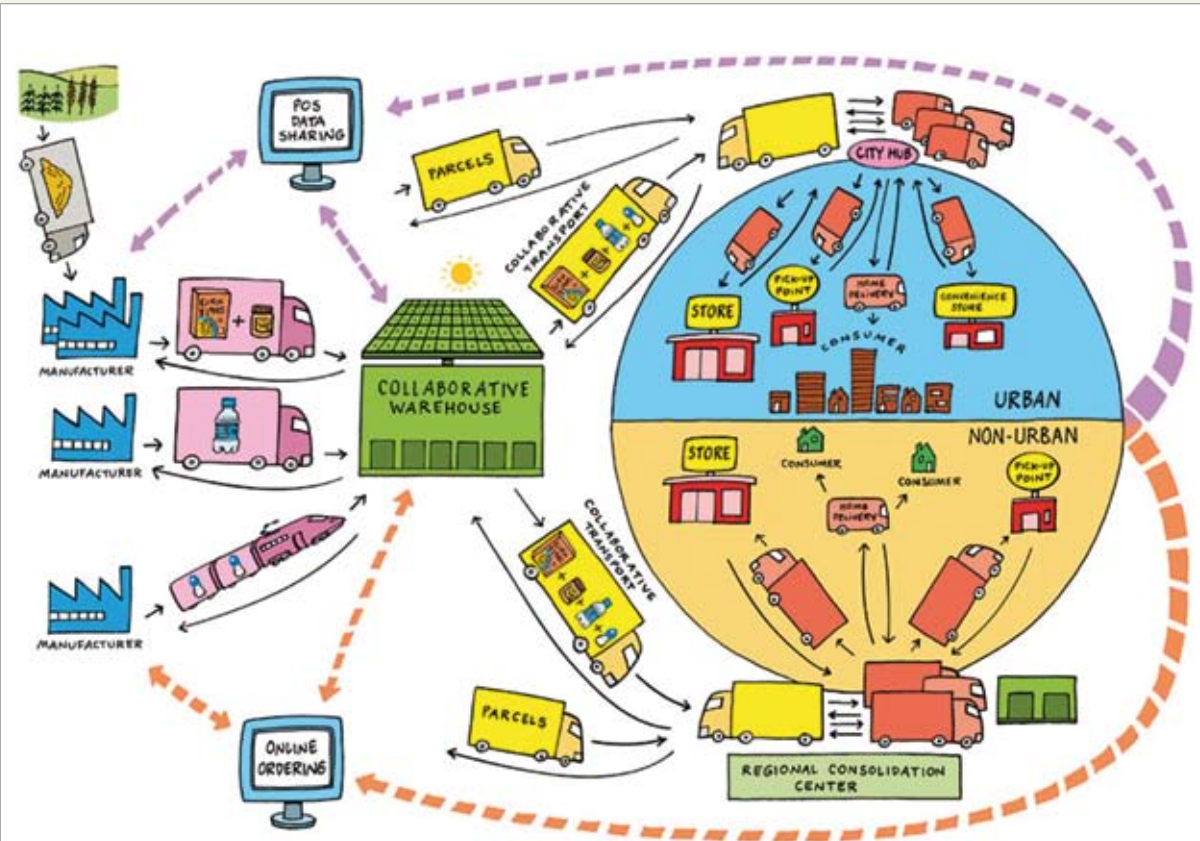 POS
DATA
SHARING
PARCELS
CITY HUB
COLLABORATIVE
TRANSPORT
STORE
PICK-UP
POINT
HOME
DELIVERY
CONVENIENCE
STORE
CONSUMER
MANUFACTURER
COLLABORATIVE
WAREHOUSE
URBAN
NON-URBAN
MANUFACTURER
STORE
CONSUMER
CONSUMER
PICK-UP
POINT
HOME
DELIVERY
COLLABORATIVE
TRANSPORT
MANUFACTURER
PARCELS
ONLINE
ORDERING
REGIONAL CONSOLIDATION
CENTER